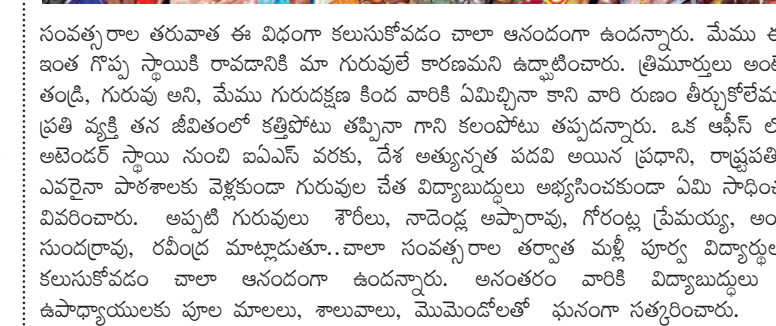 సంవత్సరాల తరువాత ఈ విధంగా కలుసుకోవడం చాలా ఆనందంగా ఉందన్నారు. మేము
ఇంత గొప్ప స్థాయికి రావడానికి మా గురువులే కారణమని ఉద్ఘాటించారు. త్రిమూర్తులు
తండ్రి, గురువు అని, మేము గురుదక్షణ కింద వారికి ఏమిచ్చినా కాని వారి రుణం తీర్చుకోలేమ
ప్రతి వ్యక్తి తన జీవితంలో కత్తిపోటు తప్పినా గాని కలంపోటు తప్పదన్నారు. ఒక ఆఫీస్
అటెండర్ స్థాయి నుంచి ఐఏఎస్ వరకు, దేశ అత్యున్నత పదవి అయిన ప్రధాని, రాష్ట్రపతి
ఎవరైనా పాఠశాలకు వెళ్లకుండా గురువుల చేత విద్యాబుద్ధులు అభ్యసించకుండా ఏమి
వివరించారు. అప్పటి గురువులు శౌరీలు, నాదెండ్ల అప్పారావు, గోరంట్ల ప్రేమయ్య,
సుందర్రావు, రవీంద్ర మాట్లాడుతూ..చాలా సంవత్సరాల తర్వాత మళ్లీ పూర్వ
కలుసుకోవడం చాలా ఆనందంగా ఉందన్నారు. అనంతరం వారికి విద్యాబుద్ధులు
ఉపాధ్యాయులకు పూల మాలలు, శాలువాలు, మొమెండోలతో ఘనంగా సత్కరించారు.